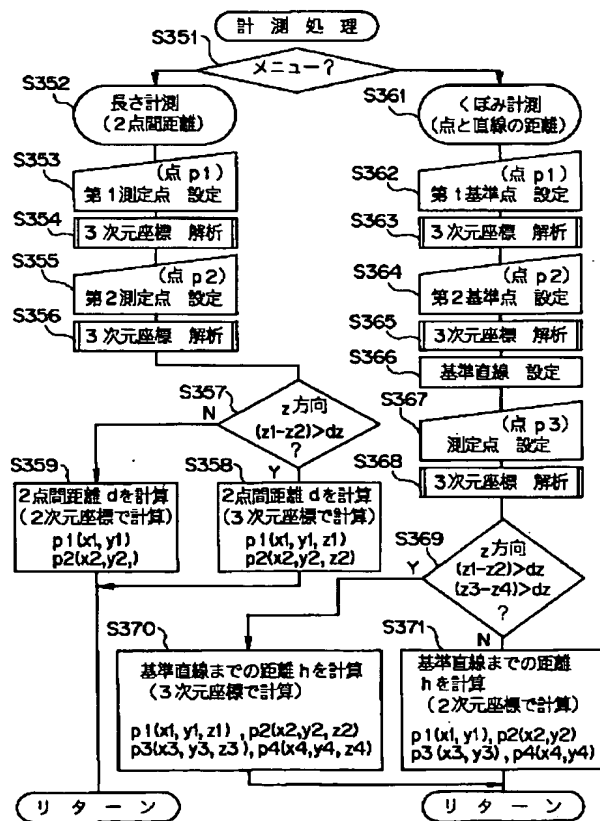 計測処理
S351
メニュー?
S352
長さ計測
(2点間距離)
S353
(点 p1)
第1測定点 設定
S354
3次元座標 解析
S355
(点 p2)
第2測定点 設定
S356
3次元座標 解析
S357
z方向
(z1-z2)>dz
?
N
Y
S359
2点間距離dを計算
(2次元座標で計算)
p1(x1,y1)
p2(x2,y2,)
S358
2点間距離dを計算
(3次元座標で計算)
p1(x1,y1,z1)
p2(x2,y2,z2)
S361
くぼみ計測
(点と直線の距離)
S362
(点 p1)
第1基準点 設定
S363
3次元座標 解析
S364
(点 p2)
第2基準点 設定
S365
3次元座標 解析
S366
基準直線 設定
S367
(点 p3)
測定点 設定
S368
3次元座標 解析
S369
z方向
(z1-z2)>dz
(z3-z4)>dz
?
Y
N
S370
基準直線までの距離hを計算
(3次元座標で計算)
p1(x1,y1,z1),p2(x2,y2,z2)
p3(x3,y3,z3),p4(x4,y4,z4)
S371
基準直線までの距離
hを計算
(2次元座標で計算)
p1(x1,y1),p2(x2,y2)
p3(x3,y3),p4(x4,y4)
リターン
リターン